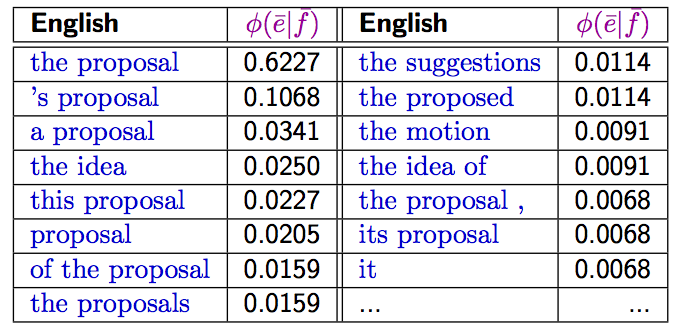 English ϕ(ē|f̄) English ϕ(ē|f̄)
the proposal 0.6227 the suggestions 0.0114
’s proposal 0.1068 the proposed 0.0114
a proposal 0.0341 the motion 0.0091
the idea 0.0250 the idea of 0.0091
this proposal 0.0227 the proposal , 0.0068
proposal 0.0205 its proposal 0.0068
of the proposal 0.0159 it 0.0068
the proposals 0.0159 ... ...